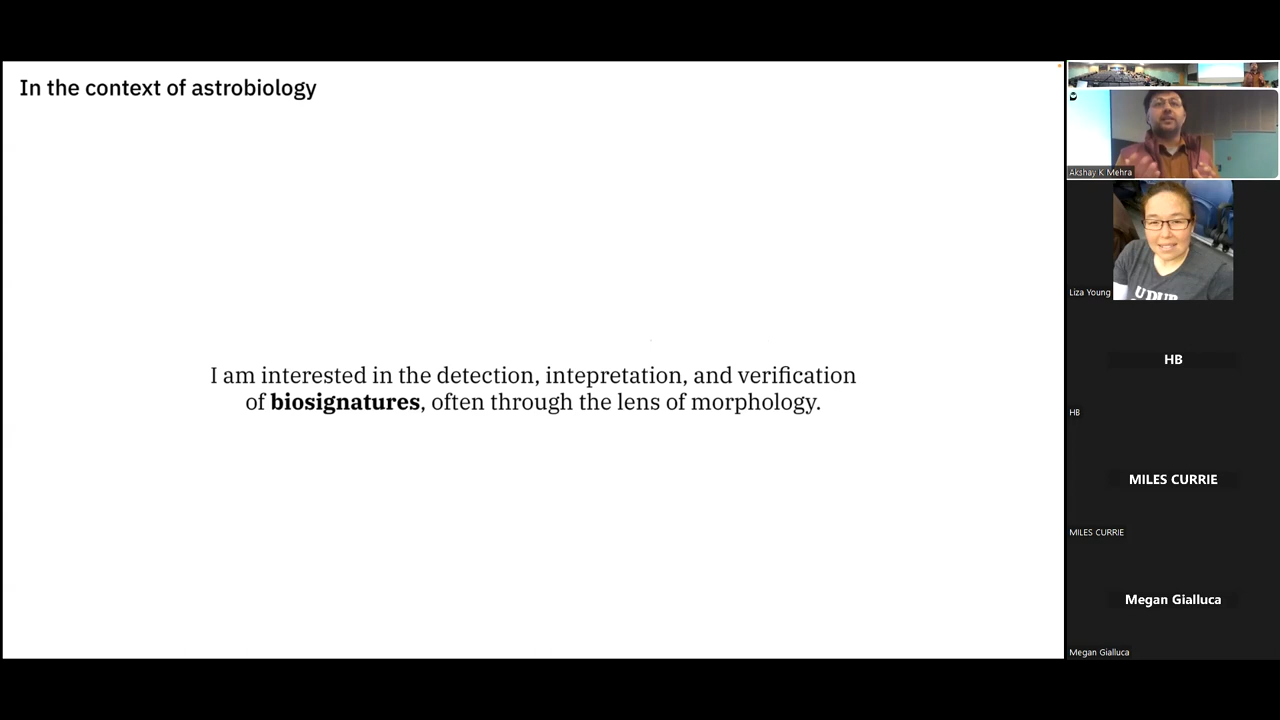 In the context of astrobiology
I am interested in the detection, intepretation, and verification
of biosignatures, often through the lens of morphology.
Akshay K Mehra
Liza Young
HB
HB
MILES CURRIE
MILES CURRIE
Megan Gialluca
Megan Gialluca